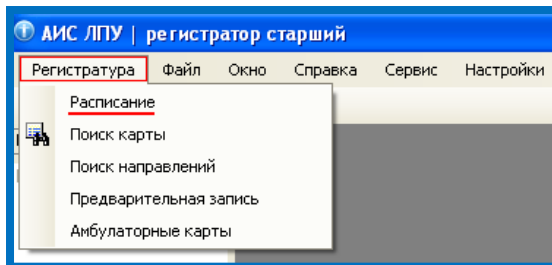 АИС ЛПУ | регистратор старший
Регистратура Файл Окно Справка Сервис Настройки
Расписание
Поиск карты
Поиск направлений
Предварительная запись
Амбулаторные карты